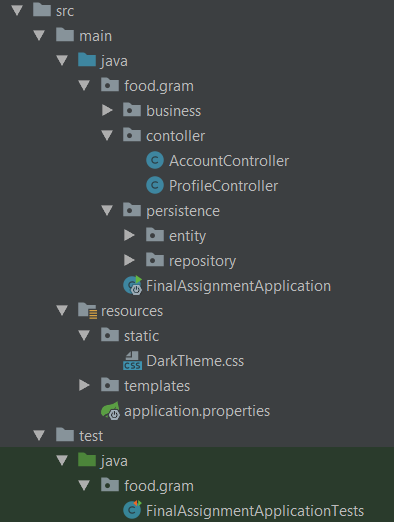 src
main
java
food.gram
business
contoller
AccountController
ProfileController
persistence
entity
repository
FinalAssignmentApplication
resources
static
CSS DarkTheme.css
templates
application.properties
test
java
food.gram
FinalAssignmentApplicationTests